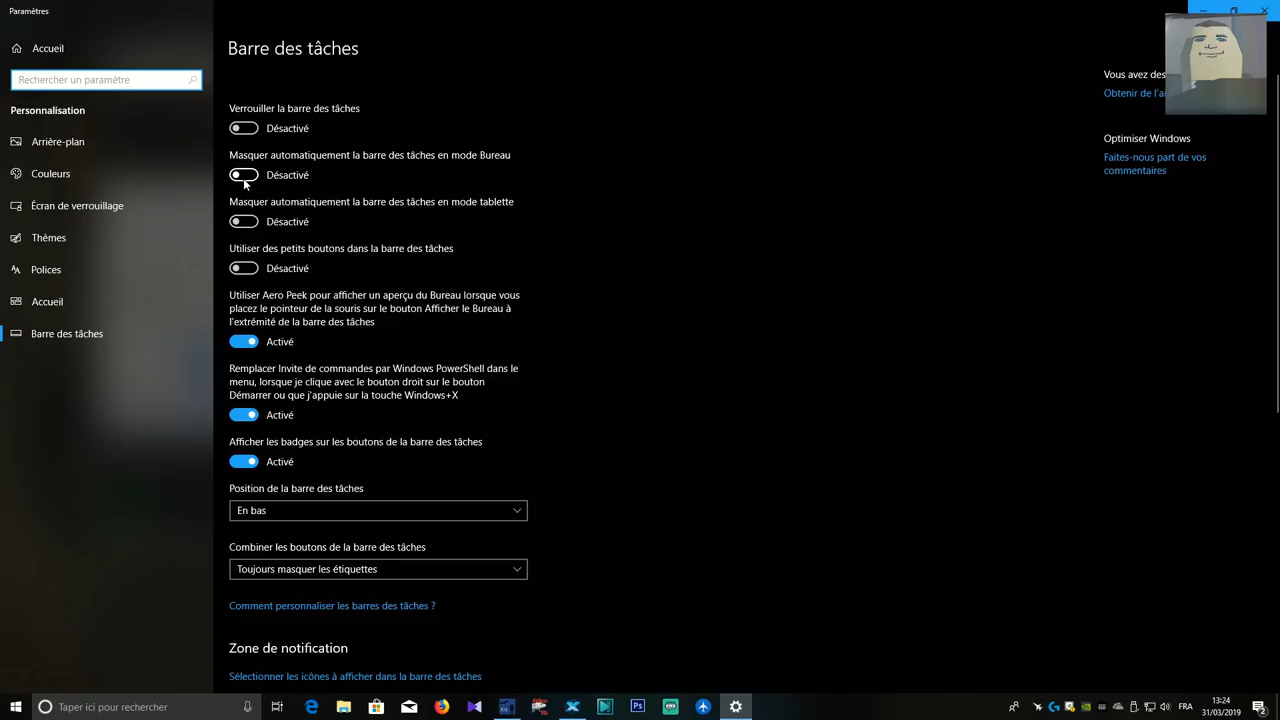 Paramètres
Accueil
Rechercher un paramètre
Personnalisation
Arrière-plan
Couleurs
Écran de verrouillage
Thèmes
Polices
Accueil
Barre des tâches
Barre des tâches
Verrouiller la barre des tâches
Désactivé
Masquer automatiquement la barre des tâches en mode Bureau
Désactivé
Masquer automatiquement la barre des tâches en mode tablette
Désactivé
Utiliser des petits boutons dans la barre des tâches
Désactivé
Utiliser Aero Peek pour afficher un aperçu du Bureau lorsque vous
placez le pointeur de la souris sur le bouton Afficher le Bureau à
l'extrémité de la barre des tâches
Activé
Remplacer Invite de commandes par Windows PowerShell dans le
menu, lorsque je clique avec le bouton droit sur le bouton
Démarrer ou que j'appuie sur la touche Windows+X
Activé
Afficher les badges sur les boutons de la barre des tâches
Activé
Position de la barre des tâches
En bas
Combiner les boutons de la barre des tâches
Toujours masquer les étiquettes
Comment personnaliser les barres des tâches ?
Zone de notification
Sélectionner les icônes à afficher dans la barre des tâches
Vous avez des
Obtenir de
Optimiser Windows
Faites-nous part de vos
commentaires
Taper ici pour rechercher
Ps
FRA
13:24
31/03/2019
2